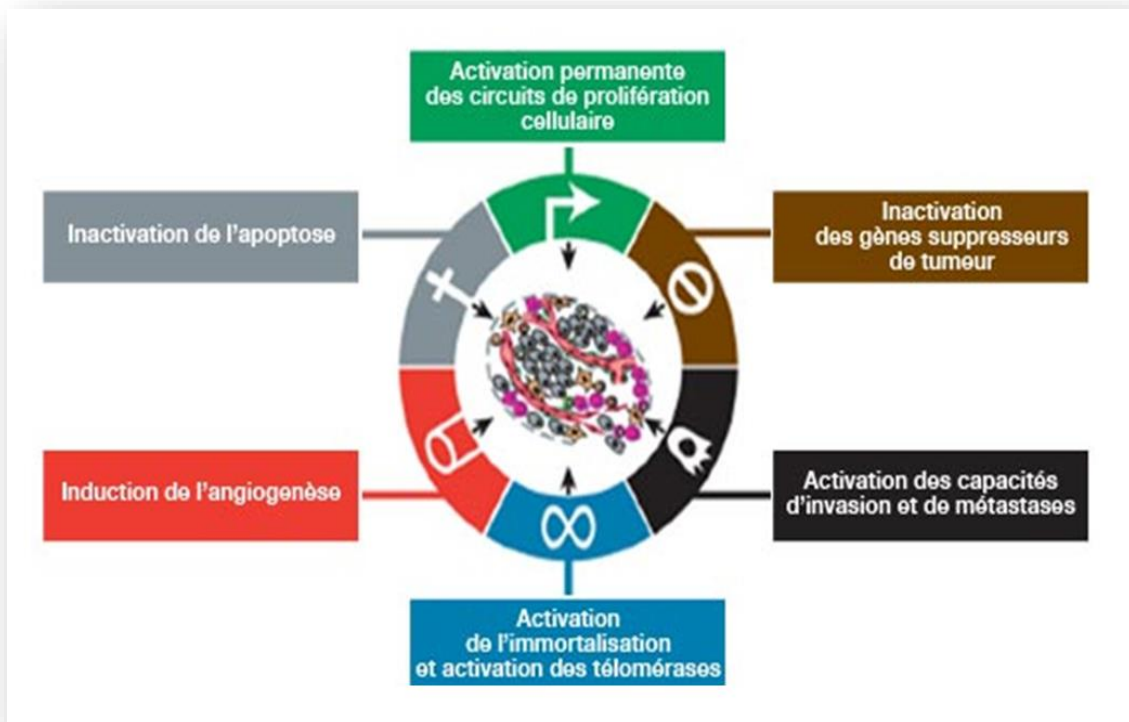 Activation permanente
des circuits de prolifération
cellulaire
Inactivation de l'apoptose
Inactivation
des gènes suppresseurs
de tumeur
Induction de l'angiogenèse
Activation des capacités
d'invasion et de métastases
Activation
de l'immortalisation
et activation des télomérases